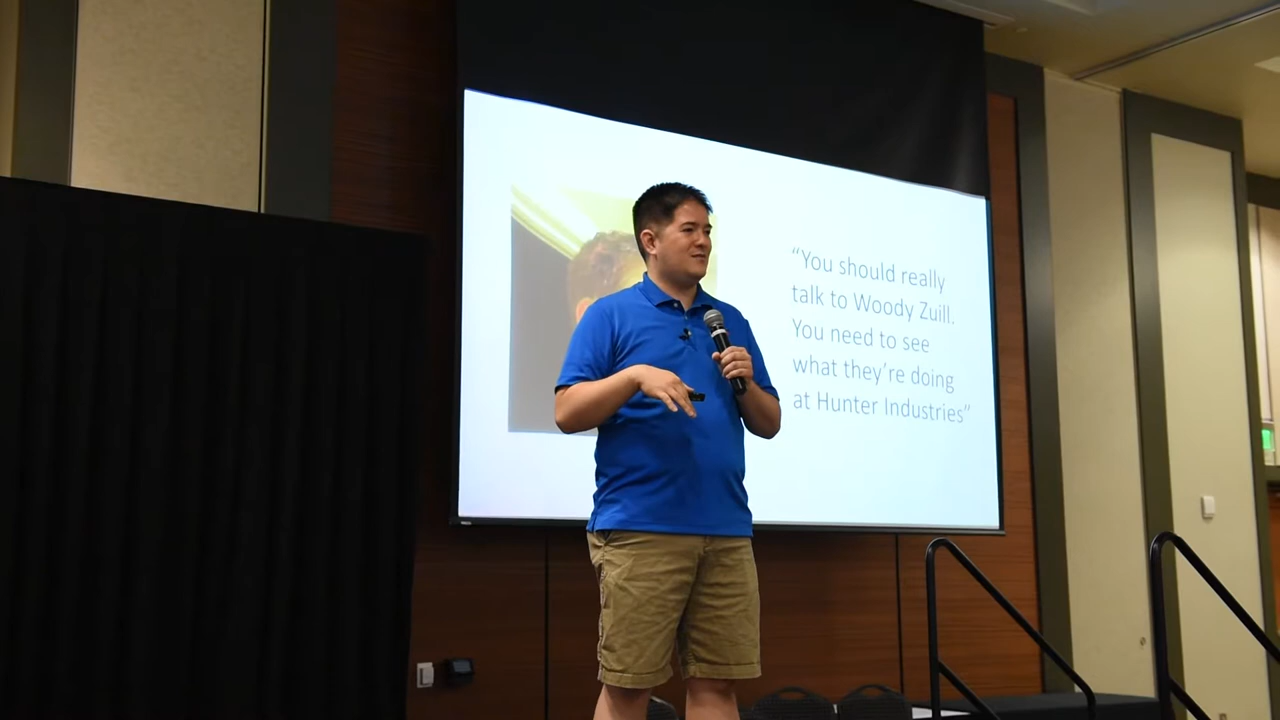 “You should really
talk to Woody Zuill.
You need to see
what they’re doing
at Hunter Industries”